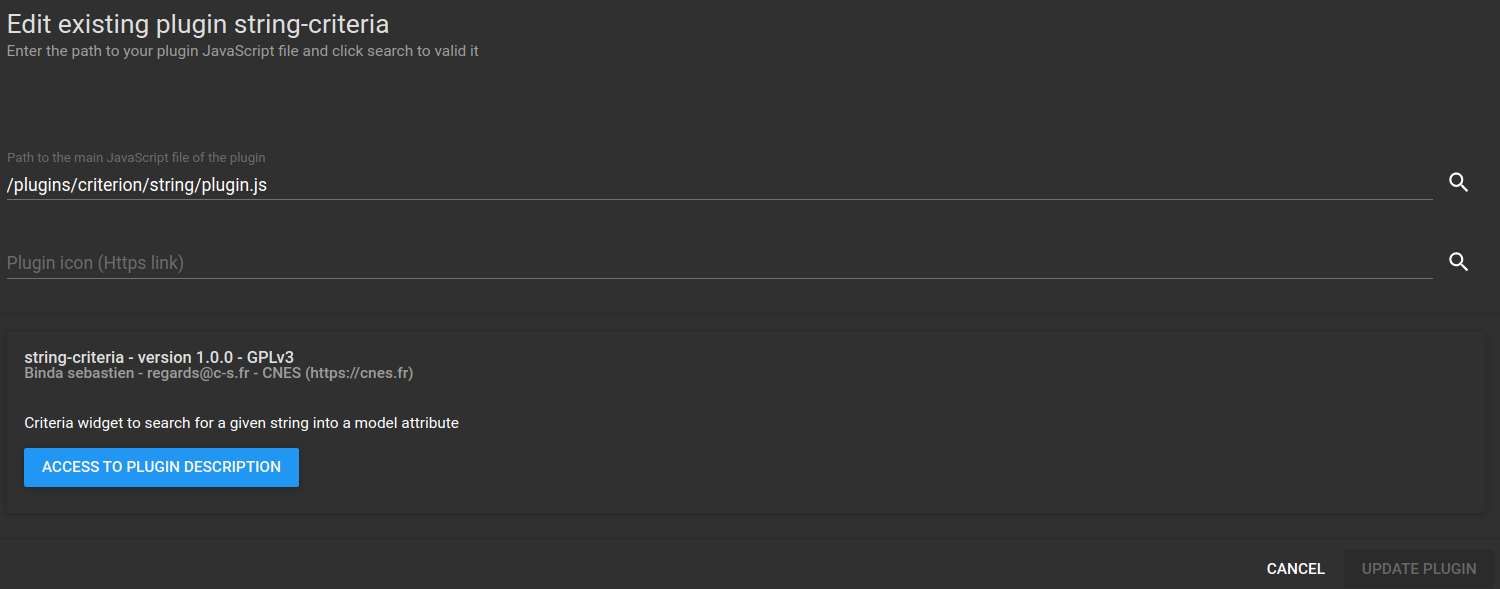 Edit existing plugin string-criteria
Enter the path to your plugin JavaScript file and click search to valid it
Path to the main JavaScript file of the plugin
/plugins/criterion/string/plugin.js
Plugin icon (Https link)
string-criteria - version 1.0.0 - GPLv3
Binda sebastien - regards@c-s.fr - CNES (https://cnes.fr)
Criteria widget to search for a given string into a model attribute
ACCESS TO PLUGIN DESCRIPTION
CANCEL UPDATE PLUGIN